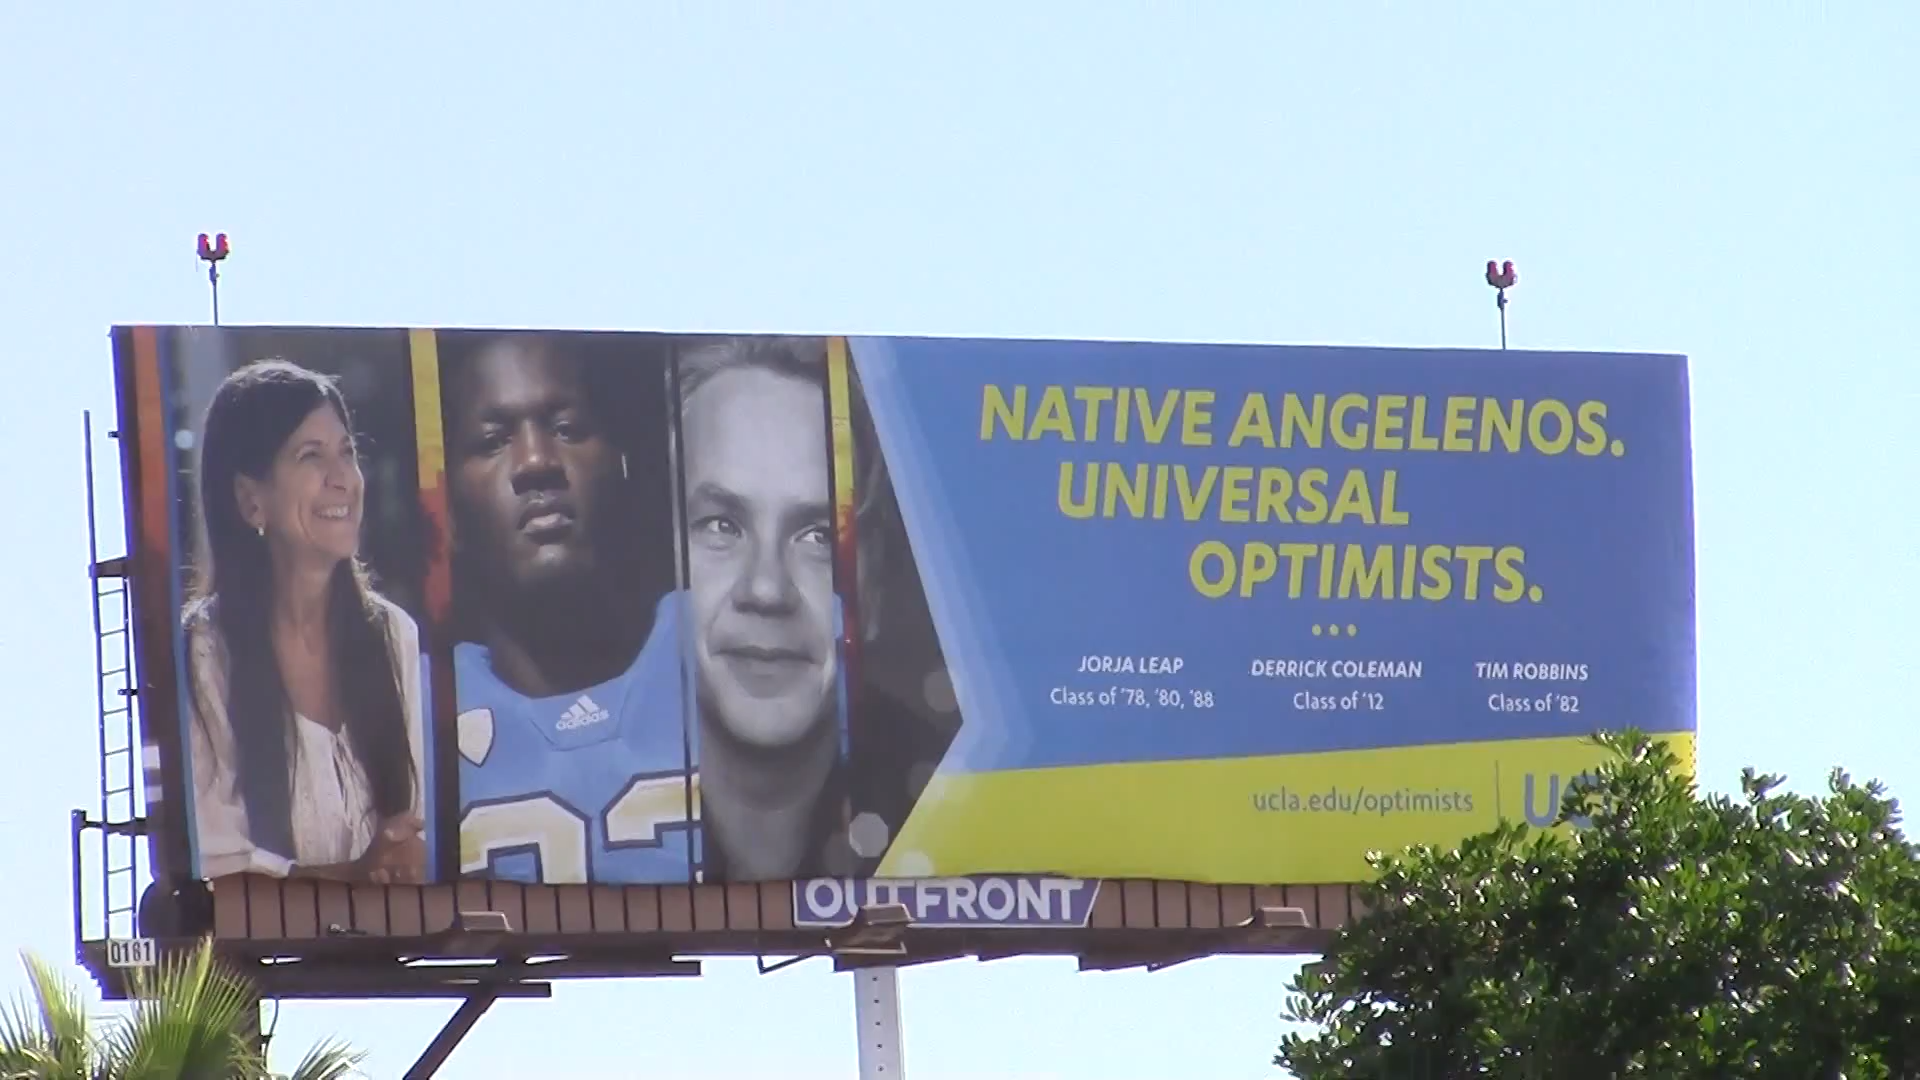 NATIVE ANGELENOS.
UNIVERSAL
OPTIMISTS.
JORJA LEAP
Class of '78, '80, '88
DERRICK COLEMAN
Class of '12
TIM ROBBINS
Class of '82
adidas
ucla.edu/optimists
OUTFRONT
0181